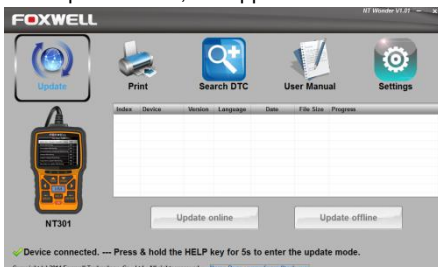 NT Wonder V1.01
FOXWELL
Update Print Search DTC User Manual Settings
Index Device Version Language Date File Size Progress
NT301
Update online Update offline
Device connected. --- Press & hold the HELP key for 5s to enter the update mode.